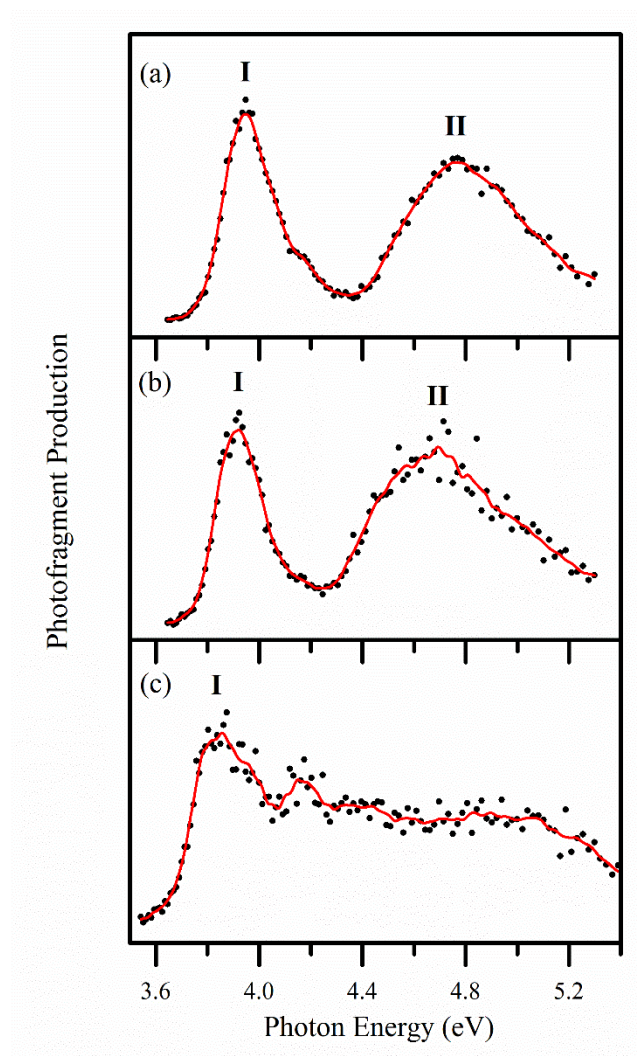 (a)
I
II
(b)
I
II
(c)
I
Photofragment Production
3.6 4.0 4.4 4.8 5.2
Photon Energy (eV)